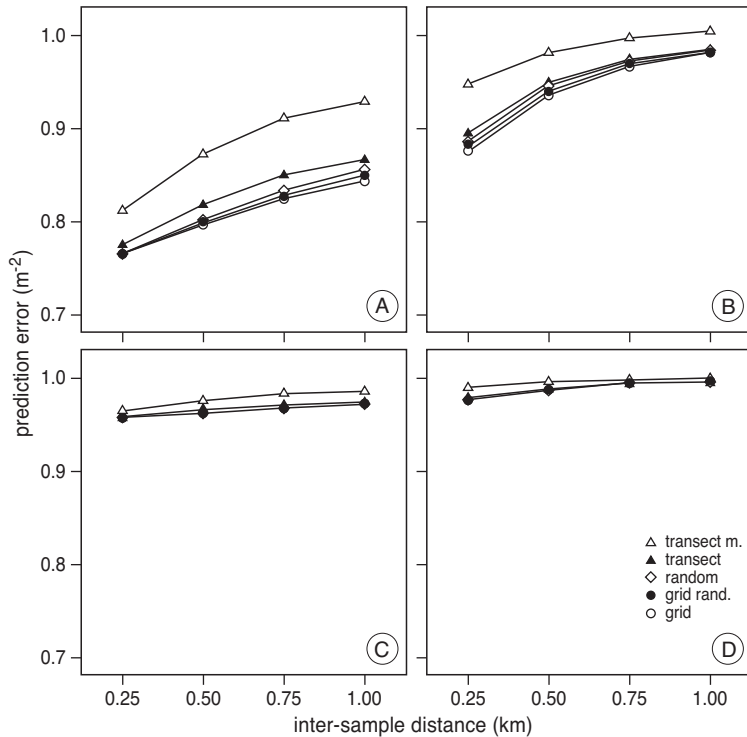 prediction error (m-2)
1.0
0.9
0.8
0.7
A
B
1.0
0.9
0.8
0.7
C
D
transect m.
transect
random
grid rand.
grid
0.25 0.50 0.75 1.00 0.25 0.50 0.75 1.00
inter-sample distance (km)